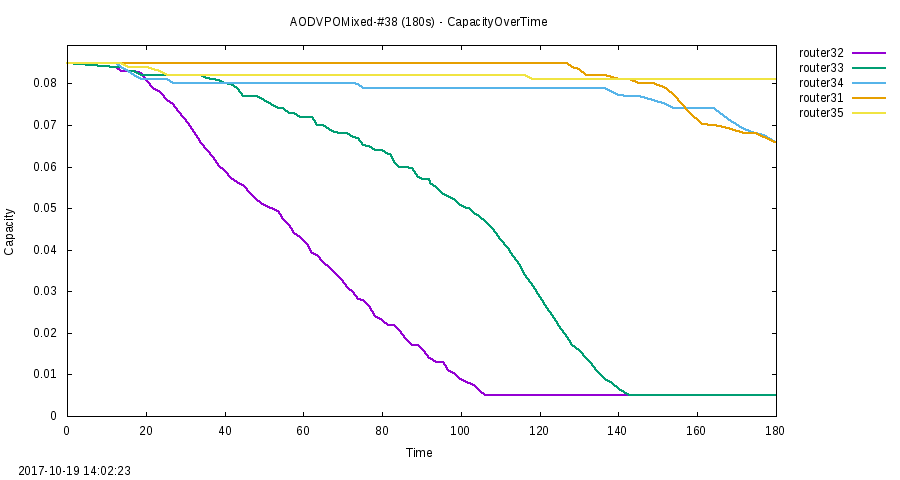 AODVPOMixed-#38 (180s) - CapacityOverTime
router32
router33
router34
router31
router35
0.08
0.07
0.06
0.05
0.04
0.03
0.02
0.01
0
Capacity
0 20 40 60 80 100 120 140 160 180
Time
2017-10-19 14:02:23